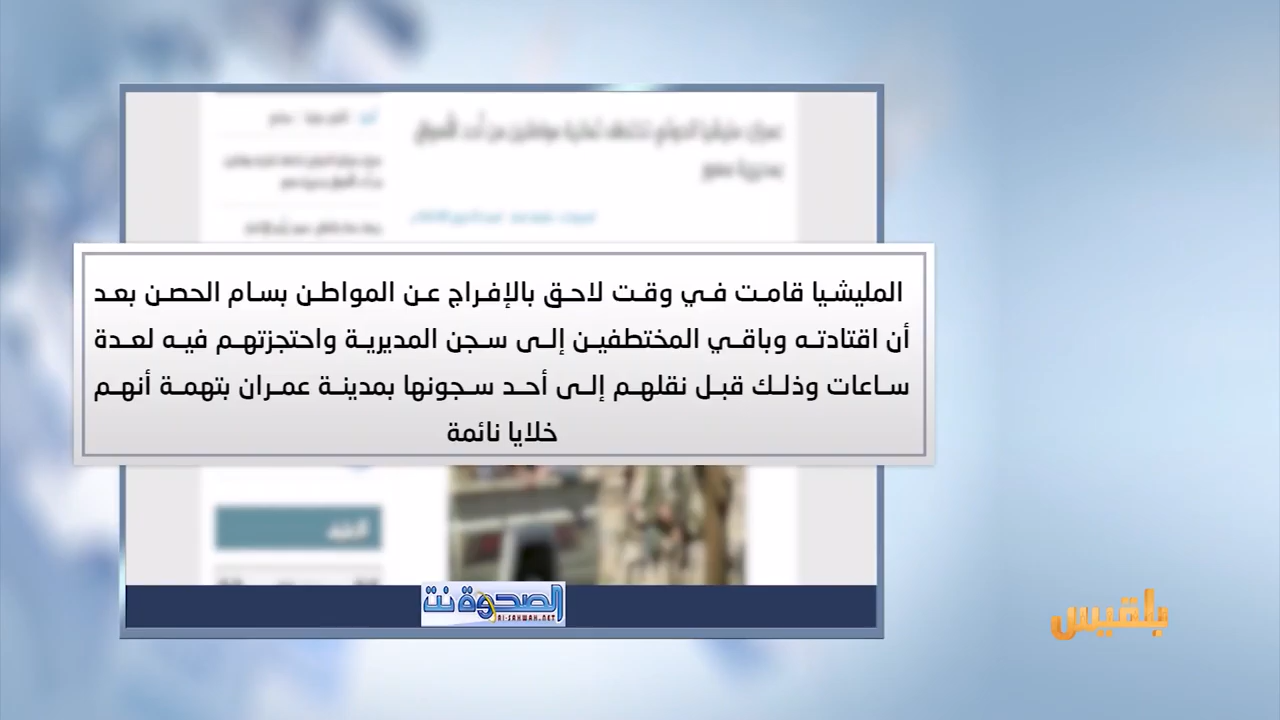 المليشيا قامت في وقت لاحق بالإفراج عن المواطن بسام الحصن بعد
أن اقتادته وباقي المختطفين إلى سجن المديرية واحتجزتهم فيه لعدة
ساعات وذلك قبل نقلهم إلى أحد سجونها بمدينة عمران بتهمة أنهم
خلايا نائمة
الصحوة نت
Al-SAHWAH.NET
بلقيس